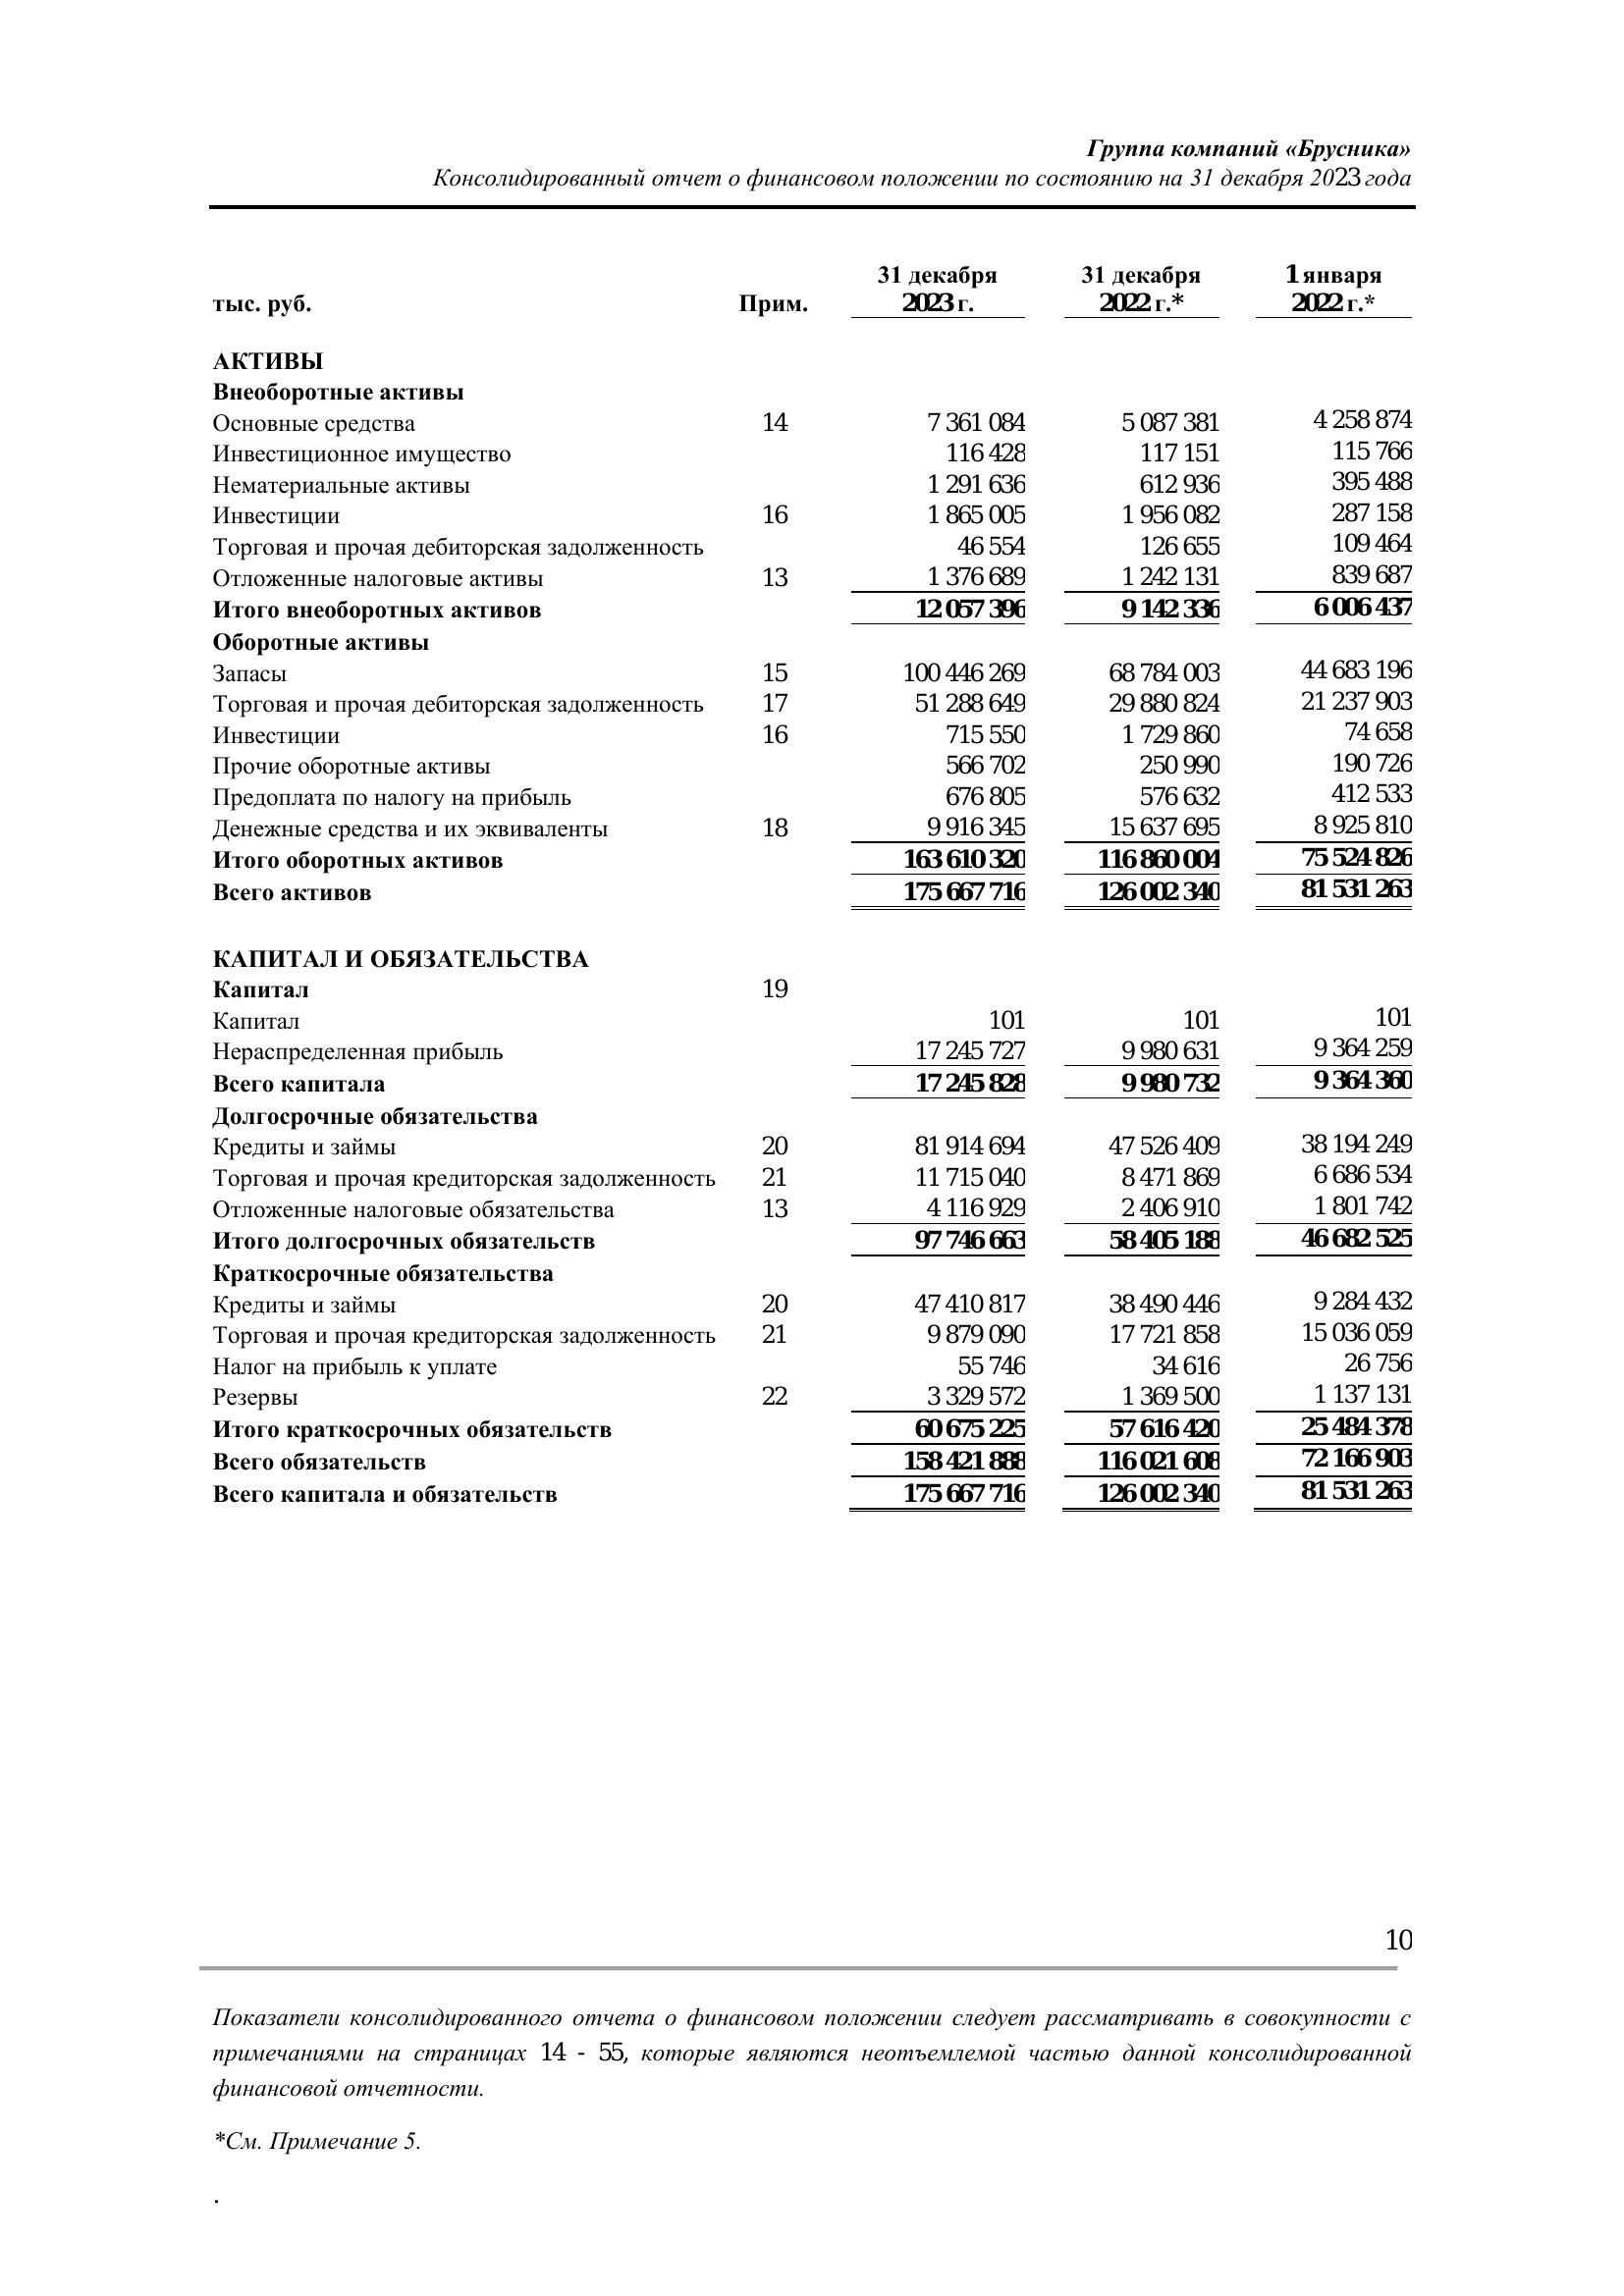 Группа компаний «Брусника»
Консолидированный отчет о финансовом положении по состоянию на 31 декабря 2023 года
31 декабря 31 декабря 1 января
тыс. руб. Прим. 2023 г. 2022 г.* 2022 г.*
АКТИВЫ
Внеоборотные активы
Основные средства 14 7 361 084 5 087 381 4 258 874
Инвестиционное имущество 116 428 117 151 115 766
Нематериальные активы 1 291 636 612 936 395 488
Инвестиции 16 1 865 005 1 956 082 287 158
Торговая и прочая дебиторская задолженность 46 554 126 655 109 464
Отложенные налоговые активы 13 1 376 689 1 242 131 839 687
Итого внеоборотных активов 12 057 396 9 142 336 6 006 437
Оборотные активы
Запасы 15 100 446 269 68 784 003 44 683 196
Торговая и прочая дебиторская задолженность 17 51 288 649 29 880 824 21 237 903
Инвестиции 16 715 550 1 729 860 74 658
Прочие оборотные активы 566 702 250 990 190 726
Предоплата по налогу на прибыль 676 805 576 632 412 533
Денежные средства и их эквиваленты 18 9 916 345 15 637 695 8 925 810
Итого оборотных активов 163 610 320 116 860 004 75 524 826
Всего активов 175 667 716 126 002 340 81 531 263
КАПИТАЛ И ОБЯЗАТЕЛЬСТВА
Капитал 19
Капитал 101 101 101
Нераспределенная прибыль 17 245 727 9 980 631 9 364 259
Всего капитала 17 245 828 9 980 732 9 364 360
Долгосрочные обязательства
Кредиты и займы 20 81 914 694 47 526 409 38 194 249
Торговая и прочая кредиторская задолженность 21 11 715 040 8 471 869 6 686 534
Отложенные налоговые обязательства 13 4 116 929 2 406 910 1 801 742
Итого долгосрочных обязательств 97 746 663 58 405 188 46 682 525
Краткосрочные обязательства
Кредиты и займы 20 47 410 817 38 490 446 9 284 432
Торговая и прочая кредиторская задолженность 21 9 879 090 17 721 858 15 036 059
Налог на прибыль к уплате 55 746 34 616 26 756
Резервы 22 3 329 572 1 369 500 1 137 131
Итого краткосрочных обязательств 60 675 225 57 616 420 25 484 378
Всего обязательств 158 421 888 116 021 608 72 166 903
Всего капитала и обязательств 175 667 716 126 002 340 81 531 263
10
Показатели консолидированного отчета о финансовом положении следует рассматривать в совокупности с
примечаниями на страницах 14 - 55, которые являются неотъемлемой частью данной консолидированной
финансовой отчетности.
*См. Примечание 5.
.